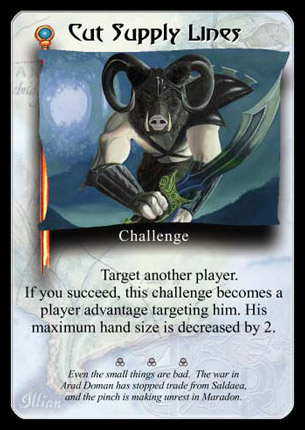 Cut Supply Lines
Challenge
Target another player.
If you succeed, this challenge becomes a
player advantage targeting him. His
maximum hand size is decreased by 2.
Even the small things are bad. The war in
Arad Doman has stopped trade from Saldaea,
and the pinch is making unrest in Maradon.
Illian